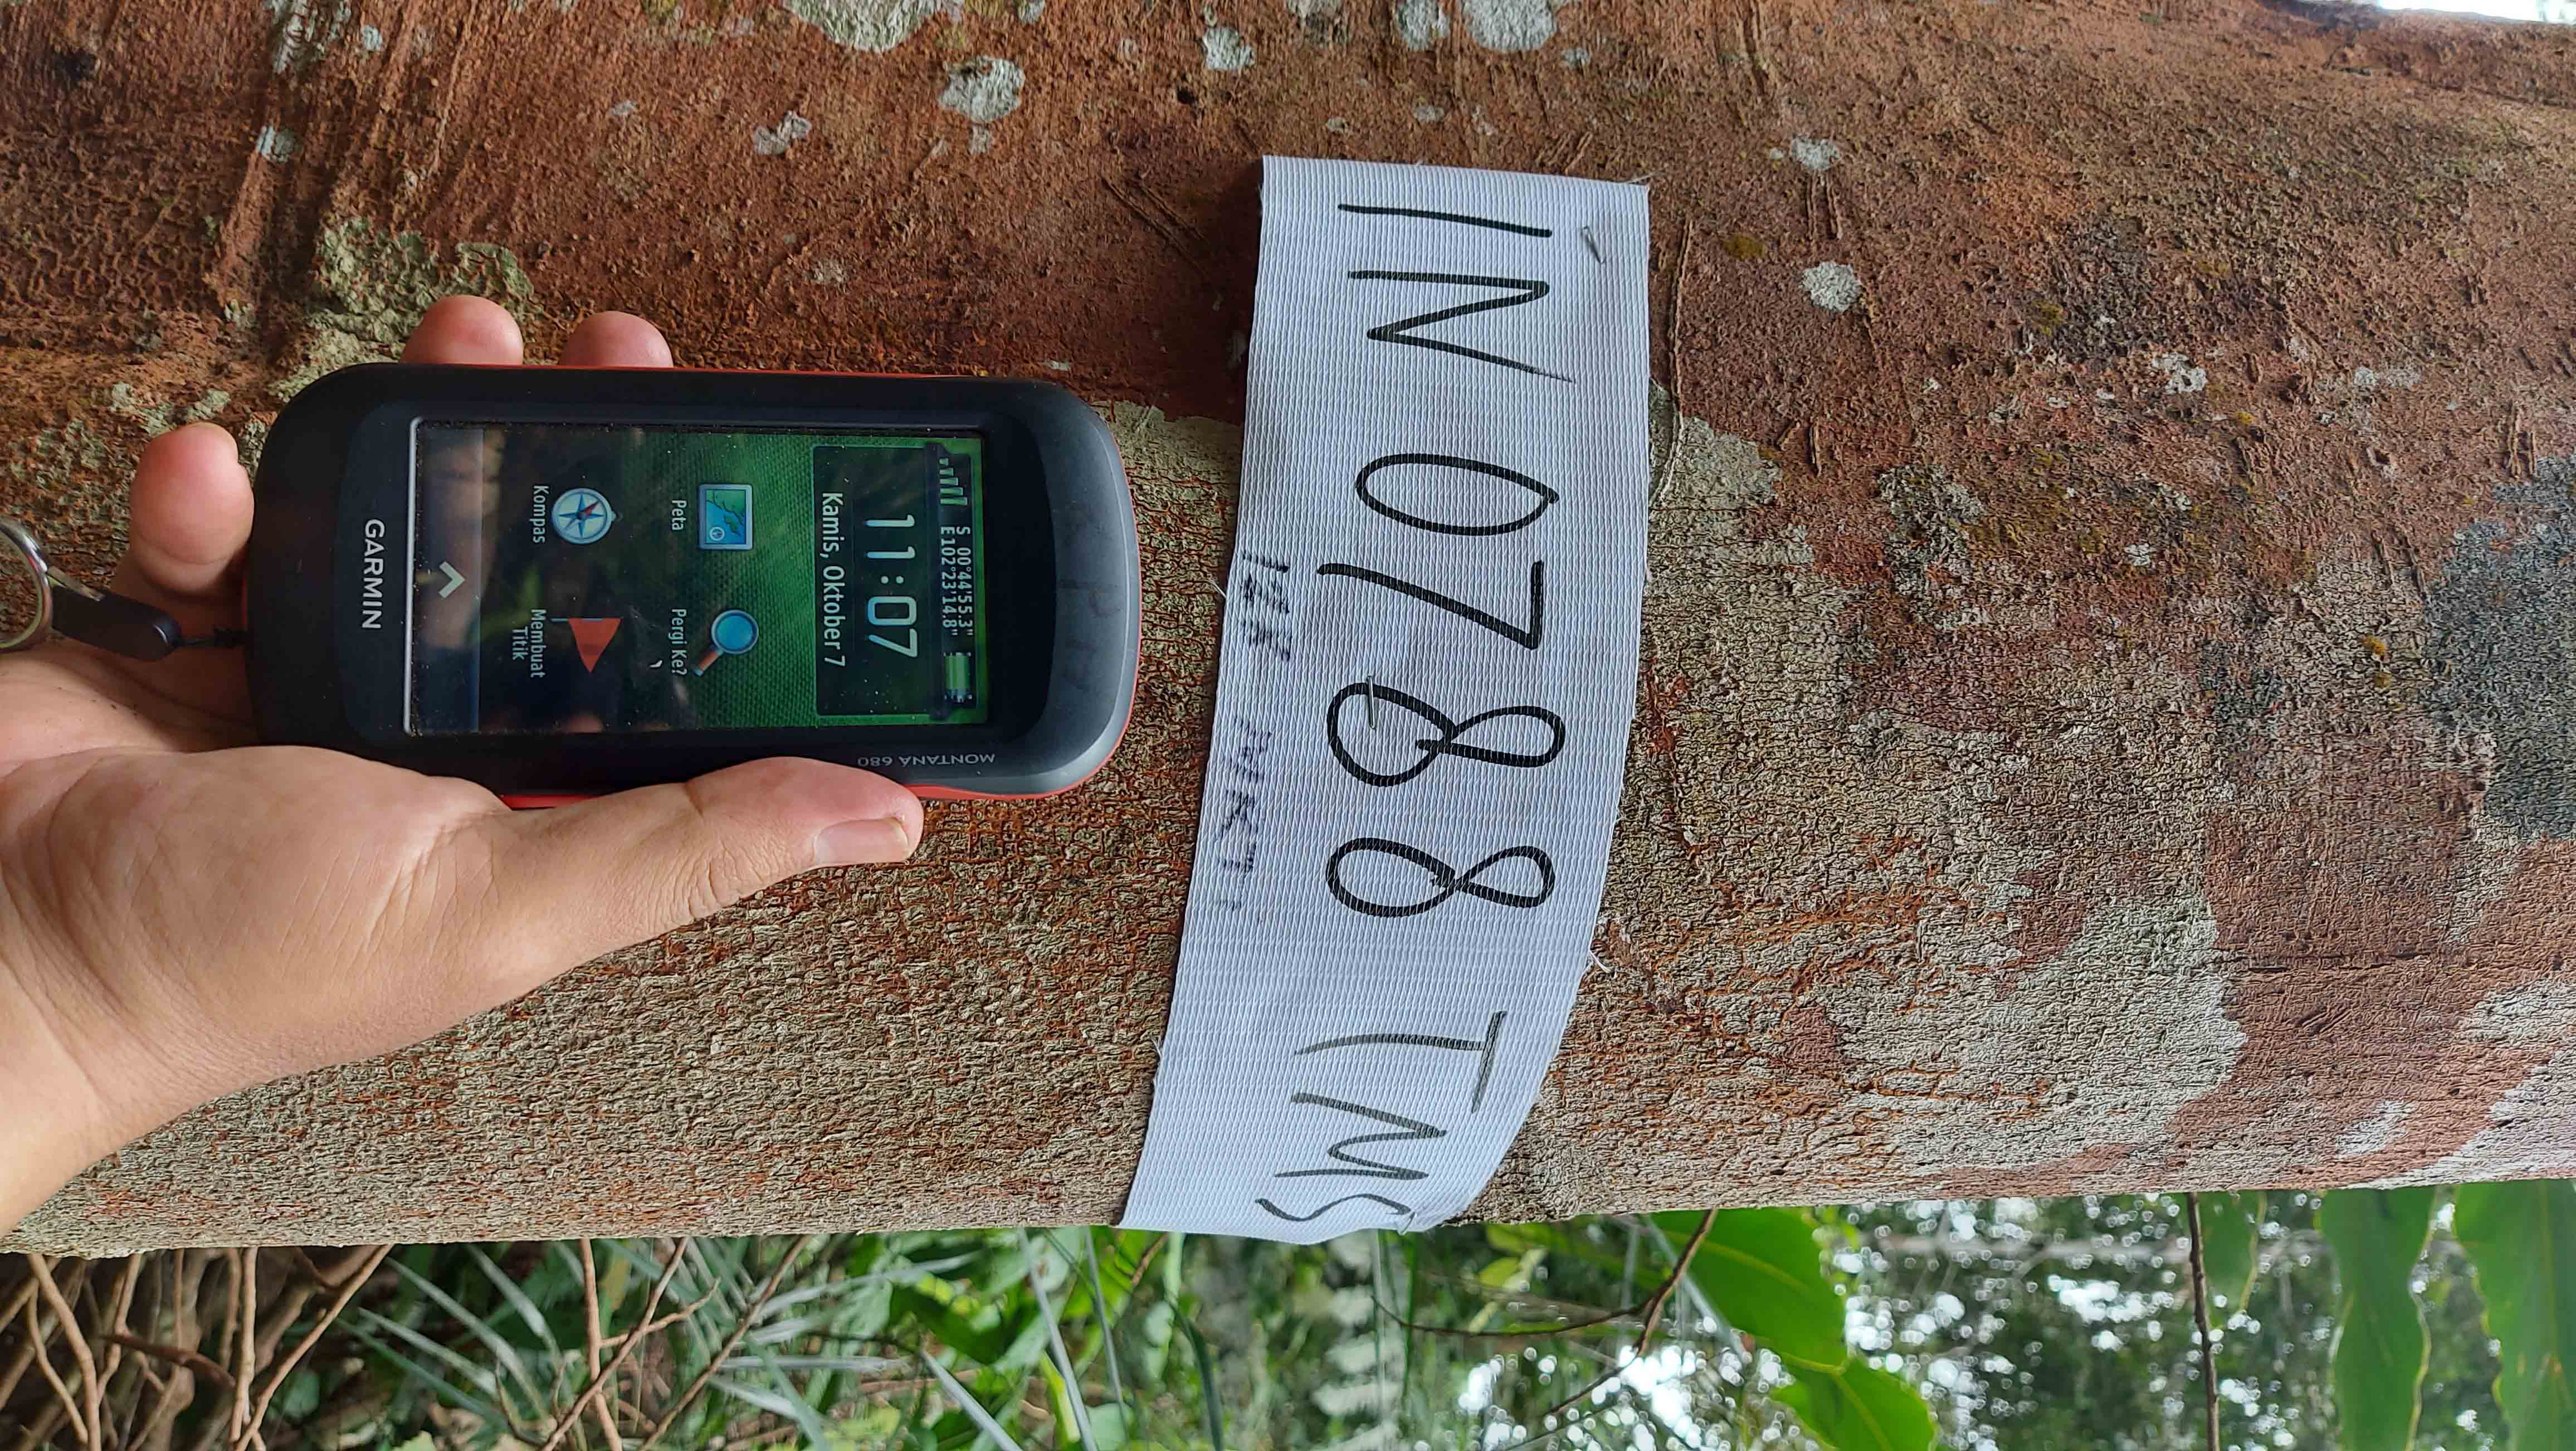 IN 0788 TMS
S 00°44'55.3"
E 102°23'14.8"
11:07
Kamis, Oktober 7
Peta
Pergi Ke?
Kompas
Membuat
Titik
GARMIN
MONTANA 680